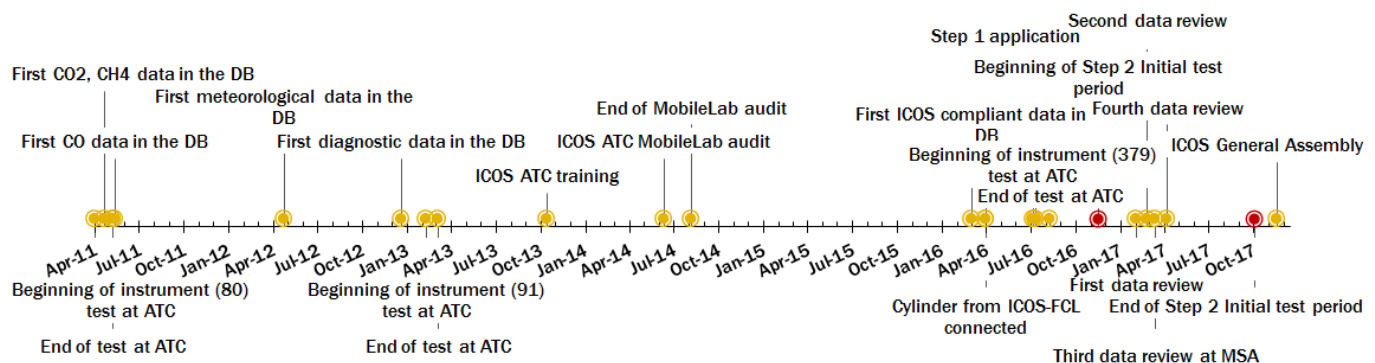 Second data review
Step 1 application
First CO2, CH4 data in the DB
Beginning of Step 2 Initial test
period
First meteorological data in the
DB
End of MobileLab audit
First ICOS compliant data in
DB
Fourth data review
First CO data in the DB
First diagnostic data in the DB
ICOS ATC MobileLab audit
ICOS General Assembly
Beginning of instrument (379)
test at ATC
ICOS ATC training
End of test at ATC
Apr-11
Jul-11
Oct-11
Jan-12
Apr-12
Jul-12
Oct-12
Jan-13
Apr-13
Jul-13
Oct-13
Jan-14
Apr-14
Jul-14
Oct-14
Jan-15
Apr-15
Jul-15
Oct-15
Jan-16
Apr-16
Jul-16
Oct-16
Jan-17
Apr-17
Jul-17
Oct-17
Beginning of instrument (80)
test at ATC
End of test at ATC
Beginning of instrument (91)
test at ATC
End of test at ATC
Cylinder from ICOS-FCL
connected
First data review
End of Step 2 Initial test period
Third data review at MSA